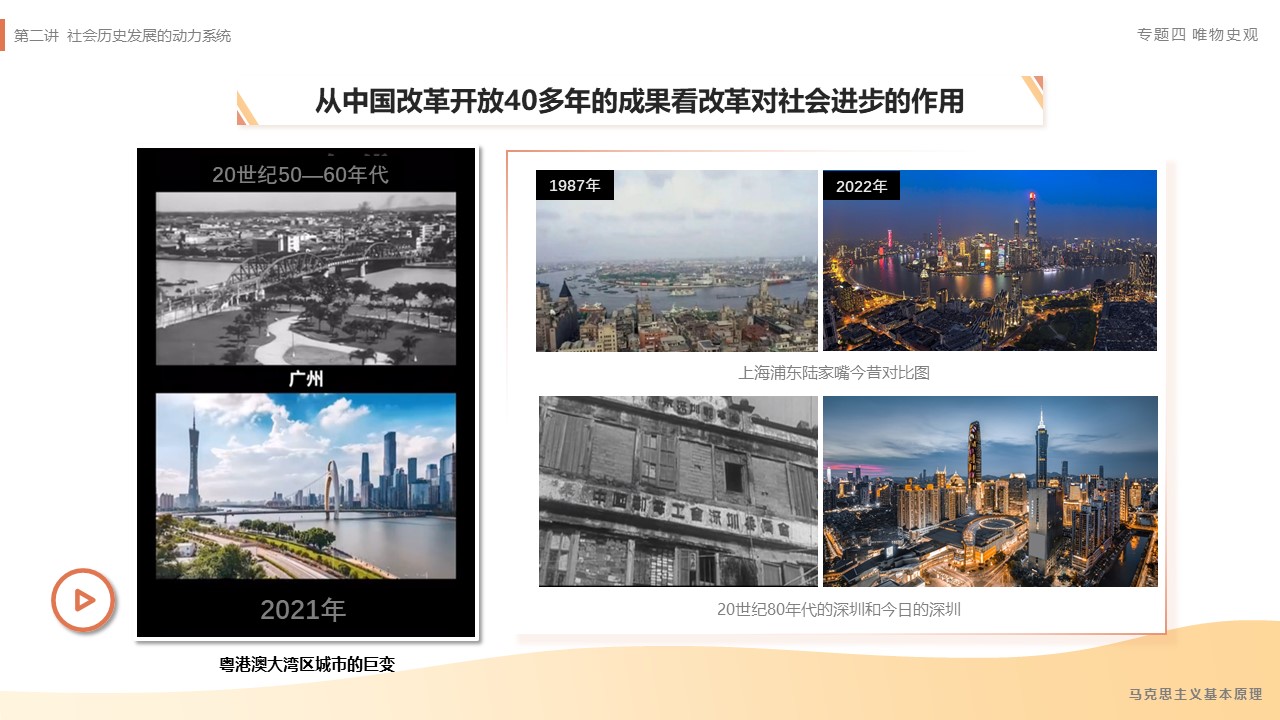 第二讲 社会历史发展的动力系统
专题四 唯物史观
从中国改革开放40多年的成果看改革对社会进步的作用
20世纪50—60年代
广州
2021年
粤港澳大湾区城市的巨变
1987年
2022年
上海浦东陆家嘴今昔对比图
20世纪80年代的深圳和今日的深圳
马克思主义基本原理